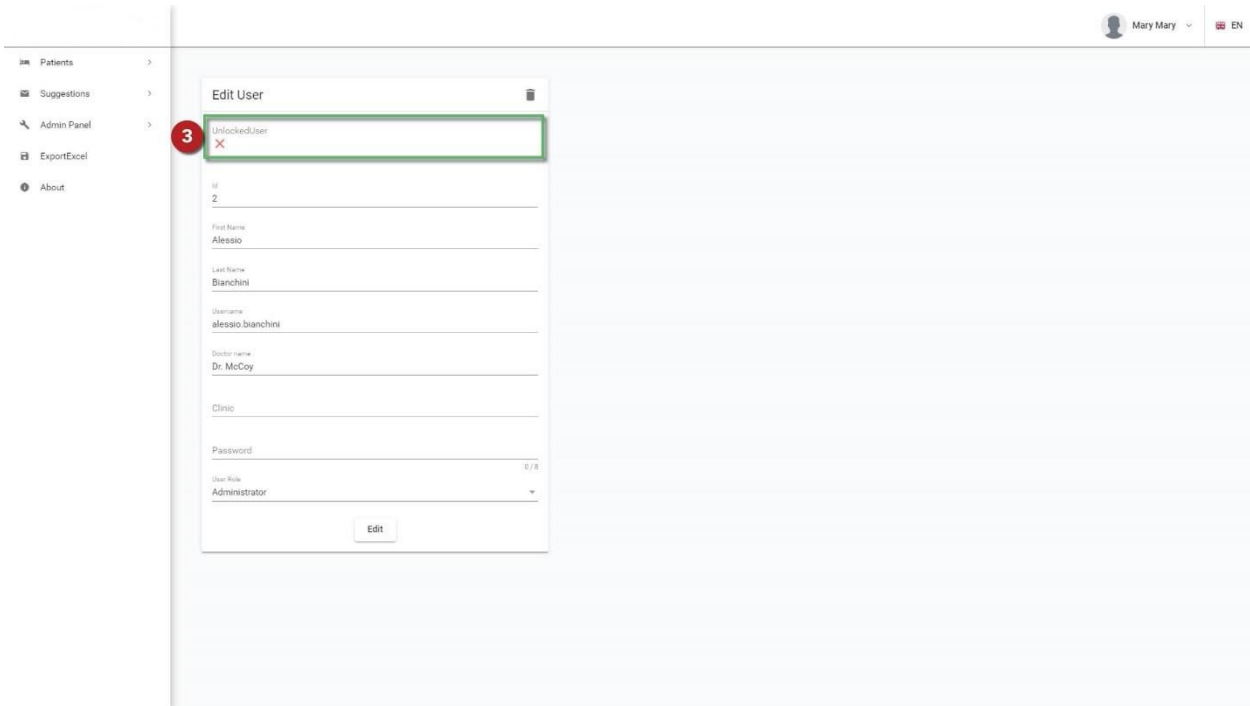 Mary Mary
EN
Patients
Suggestions
Admin Panel
ExportExcel
About
Edit User
3
UnlockedUser
Id
2
First Name
Alessio
Last Name
Bianchini
Username
alessio.bianchini
Doctor name
Dr. McCoy
Clinic
Password
0 / 8
User Role
Administrator
Edit